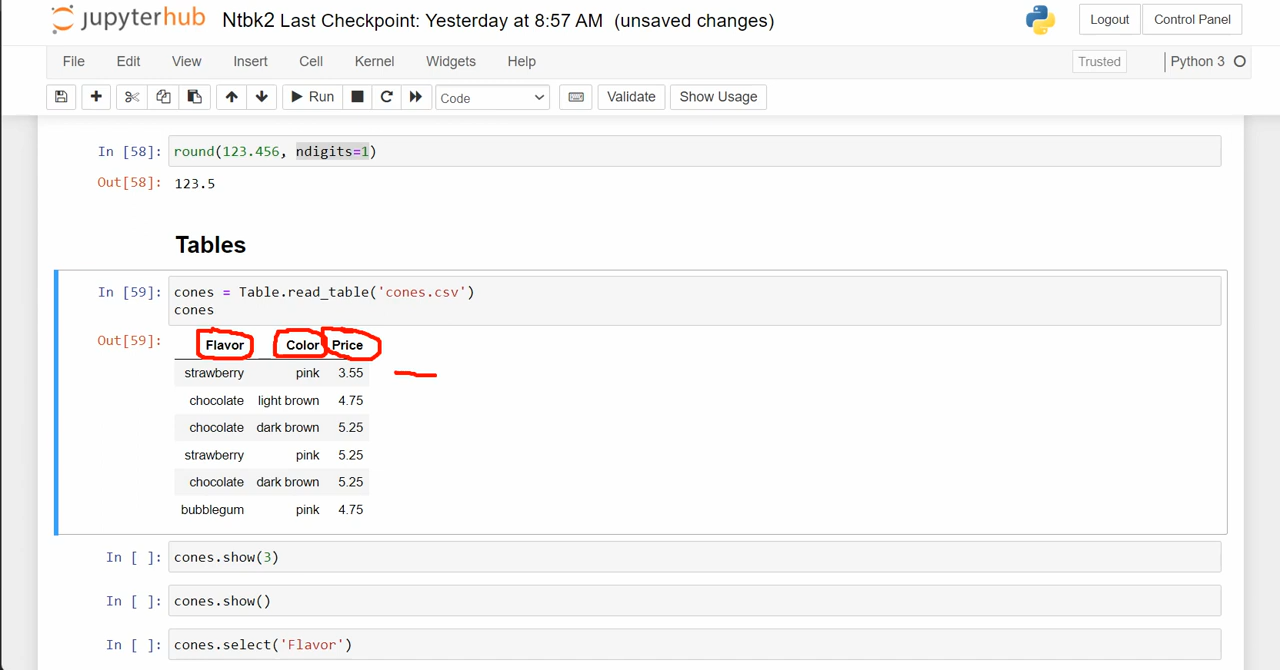 jupyterhub Ntbk2 Last Checkpoint: Yesterday at 8:57 AM (unsaved changes) Logout Control Panel
File Edit View Insert Cell Kernel Widgets Help Trusted Python 3
Run Code Validate Show Usage
In [58]: round(123.456, ndigits=1)
Out[58]: 123.5
Tables
In [59]: cones = Table.read_table('cones.csv')
cones
Out[59]: Flavor Color Price
strawberry pink 3.55
chocolate light brown 4.75
chocolate dark brown 5.25
strawberry pink 5.25
chocolate dark brown 5.25
bubblegum pink 4.75
In [ ]: cones.show(3)
In [ ]: cones.show()
In [ ]: cones.select('Flavor')